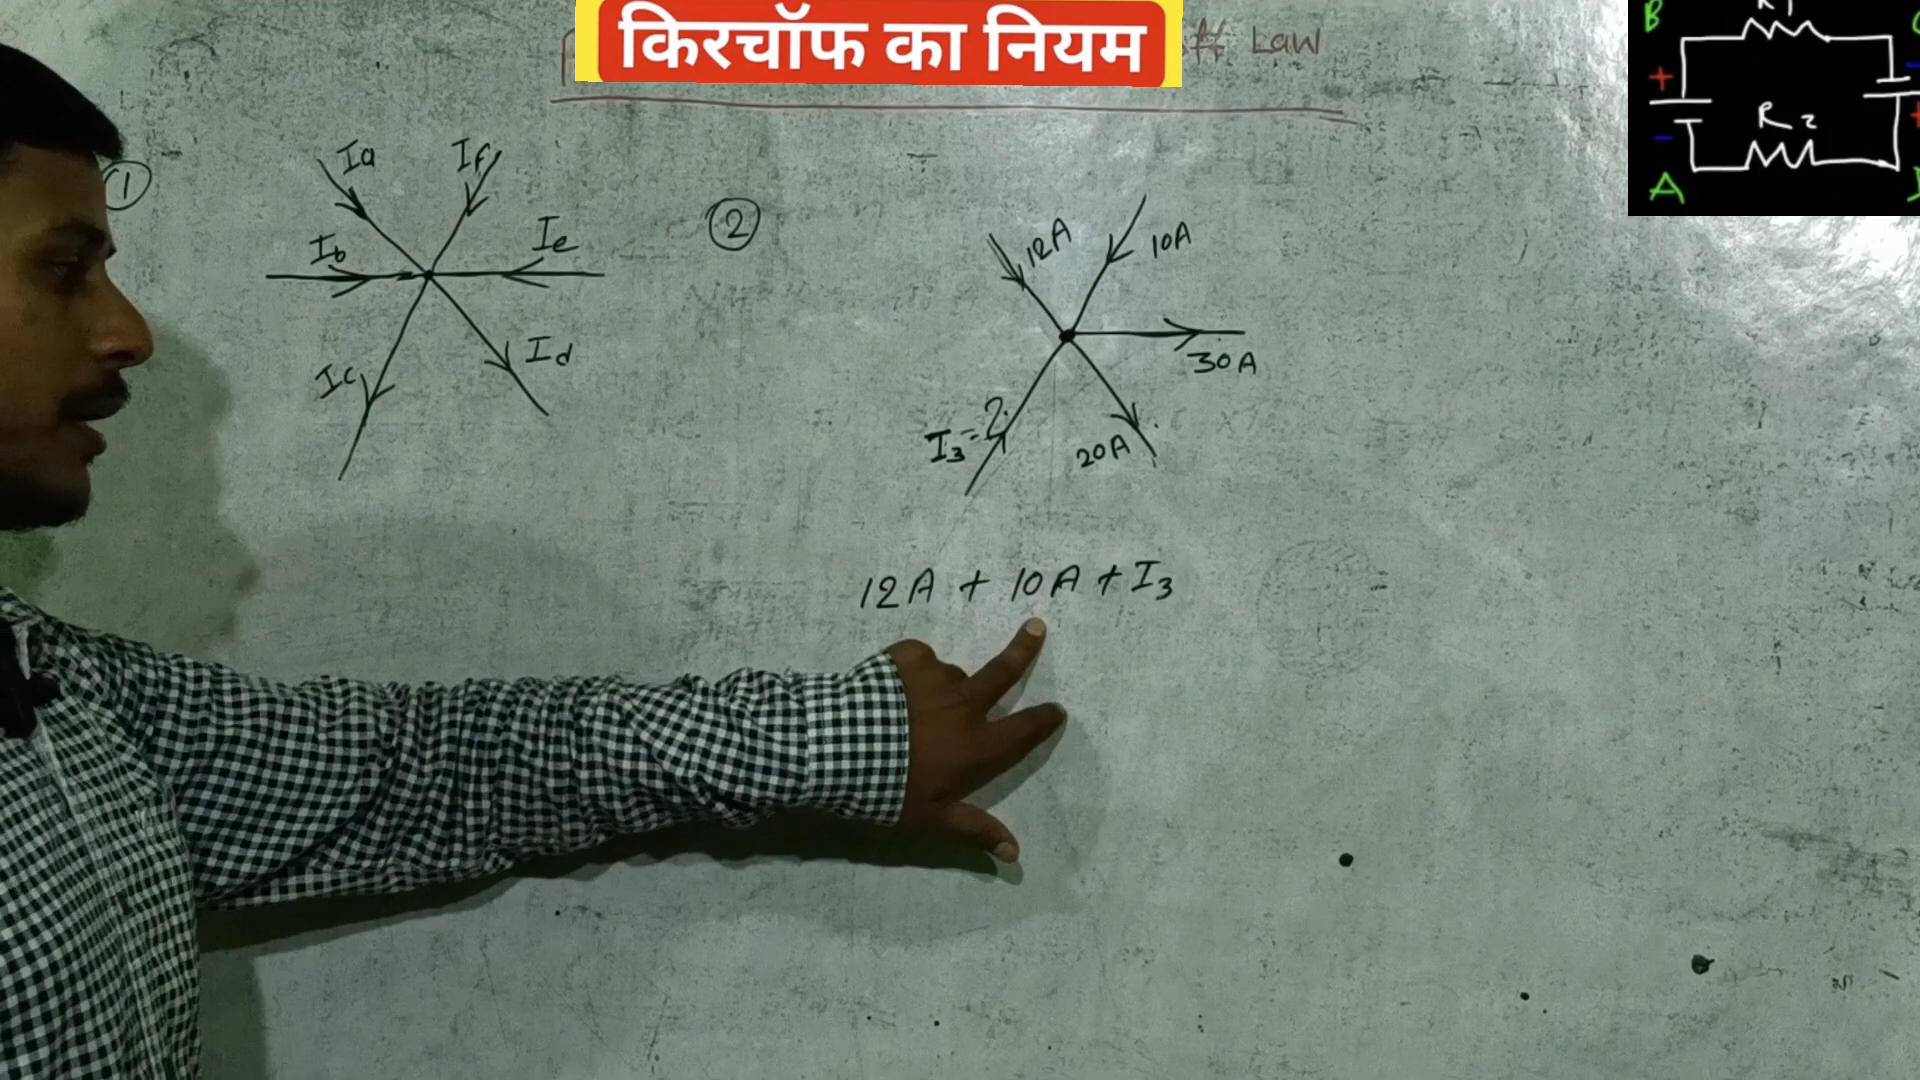 किरचॉफ का नियम
Law
B
R1
+
-
R2
+
-
A
①
Ia
If
Ib
Ie
Ic
Id
②
12A
10A
30A
I3=?
20A
12A + 10A + I3